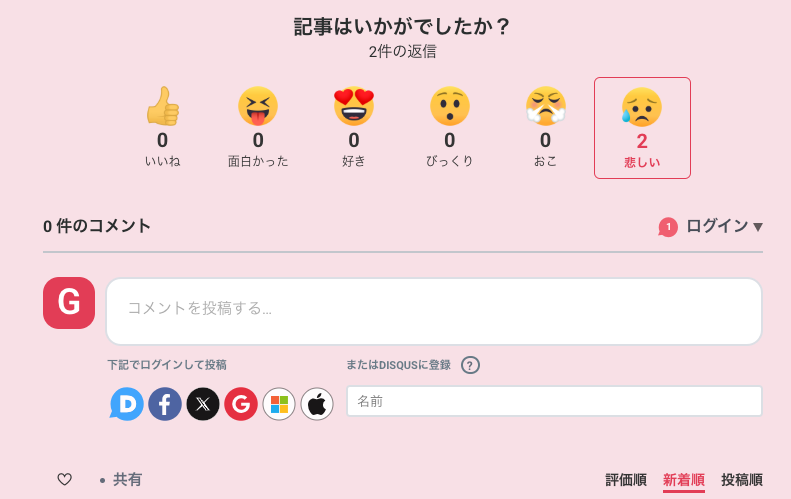 記事はいかがでしたか？
2件の返信
0 0 0 0 0 2
いいね 面白かった 好き びっくり おこ 悲しい
0 件のコメント 1 ログイン ▼
G コメントを投稿する...
下記でログインして投稿 またはDISQUSに登録 ?
D f X G 名前
• 共有 評価順 新着順 投稿順